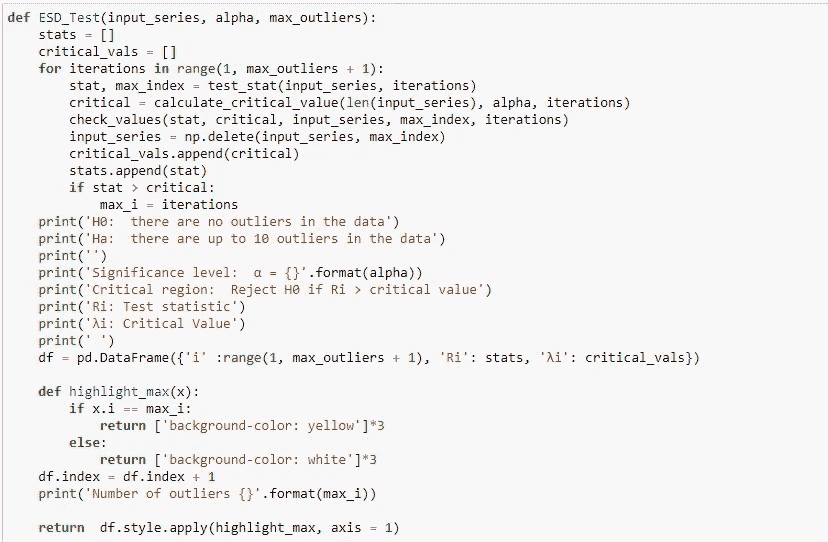 def ESD_Test(input_series, alpha, max_outliers):
    stats = []
    critical_vals = []
    for iterations in range(1, max_outliers + 1):
        stat, max_index = test_stat(input_series, iterations)
        critical = calculate_critical_value(len(input_series), alpha, iterations)
        check_values(stat, critical, input_series, max_index, iterations)
        input_series = np.delete(input_series, max_index)
        critical_vals.append(critical)
        stats.append(stat)
        if stat > critical:
            max_i = iterations
    print('H0:  there are no outliers in the data')
    print('Ha:  there are up to 10 outliers in the data')
    print('')
    print('Significance level:  α = {}'.format(alpha))
    print('Critical region:  Reject H0 if Ri > critical value')
    print('Ri: Test statistic')
    print('λi: Critical Value')
    print(' ')
    df = pd.DataFrame({'i' :range(1, max_outliers + 1), 'Ri': stats, 'λi': critical_vals})

    def highlight_max(x):
        if x.i == max_i:
            return ['background-color: yellow']*3
        else:
            return ['background-color: white']*3
    df.index = df.index + 1
    print('Number of outliers {}'.format(max_i))

    return  df.style.apply(highlight_max, axis = 1)